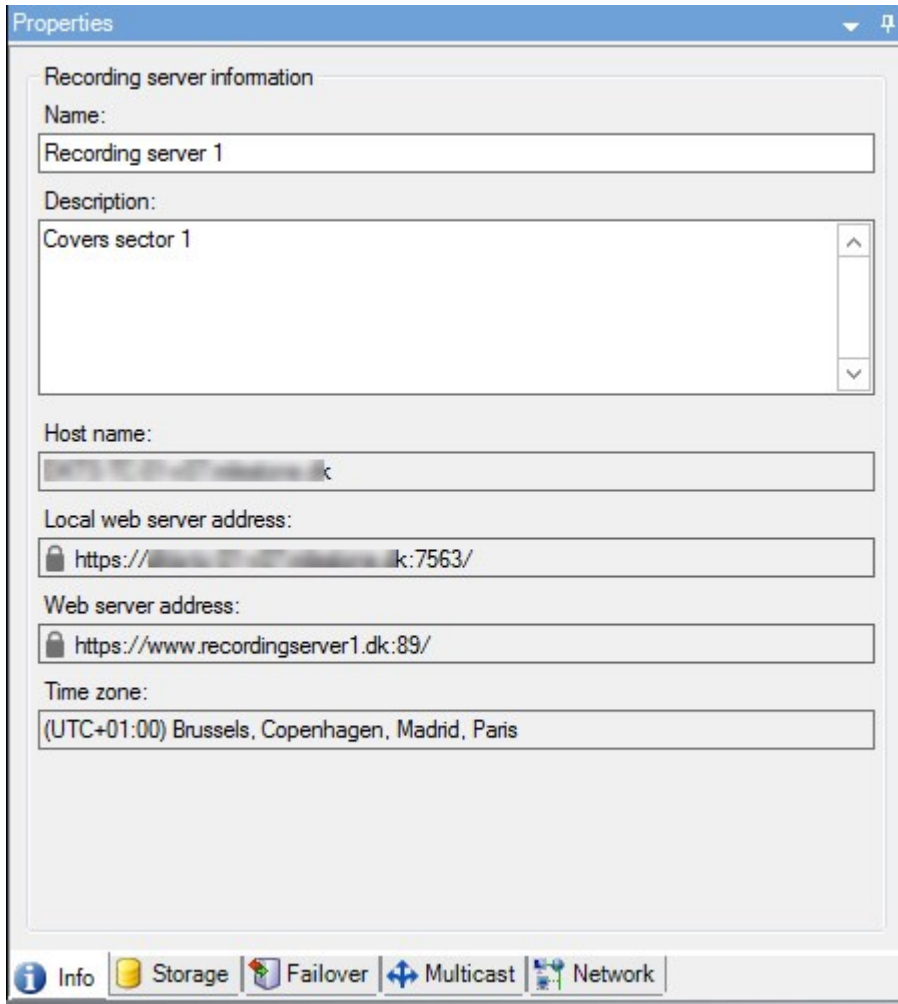 Properties
Recording server information
Name:
Recording server 1
Description:
Covers sector 1
Host name:
k
Local web server address:
https:// k:7563/
Web server address:
https://www.recordingserver1.dk:89/
Time zone:
(UTC+01:00) Brussels, Copenhagen, Madrid, Paris
Info Storage Failover Multicast Network